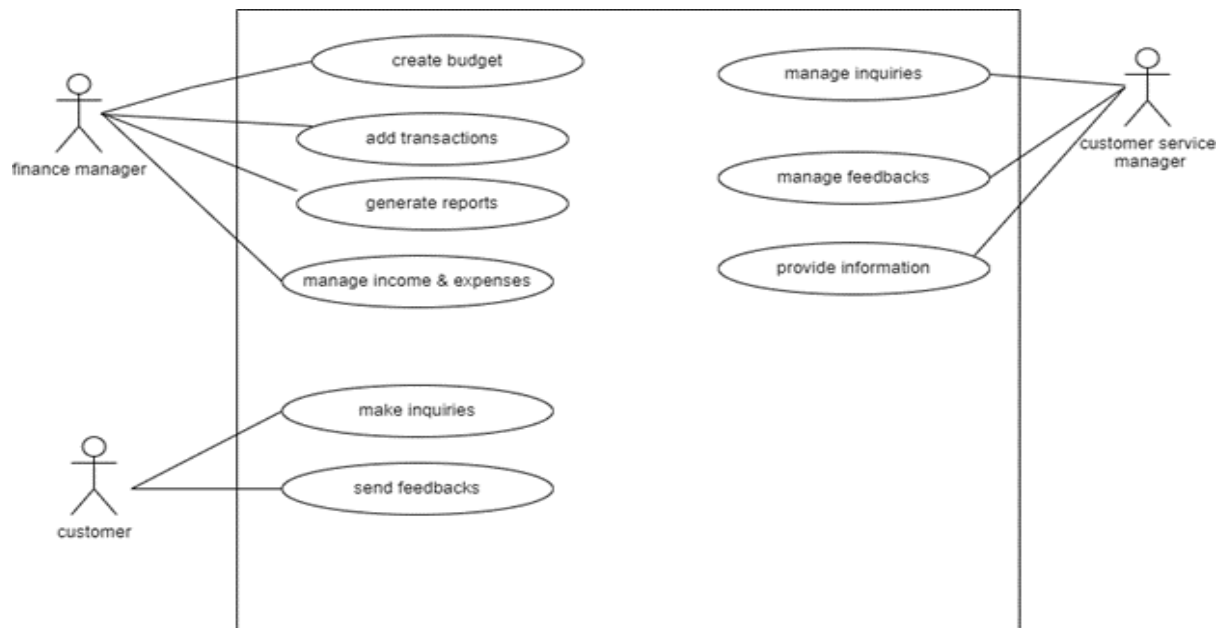 create budget
manage inquiries
add transactions
finance manager
customer service
manager
manage feedbacks
generate reports
provide information
manage income & expenses
make inquiries
send feedbacks
customer